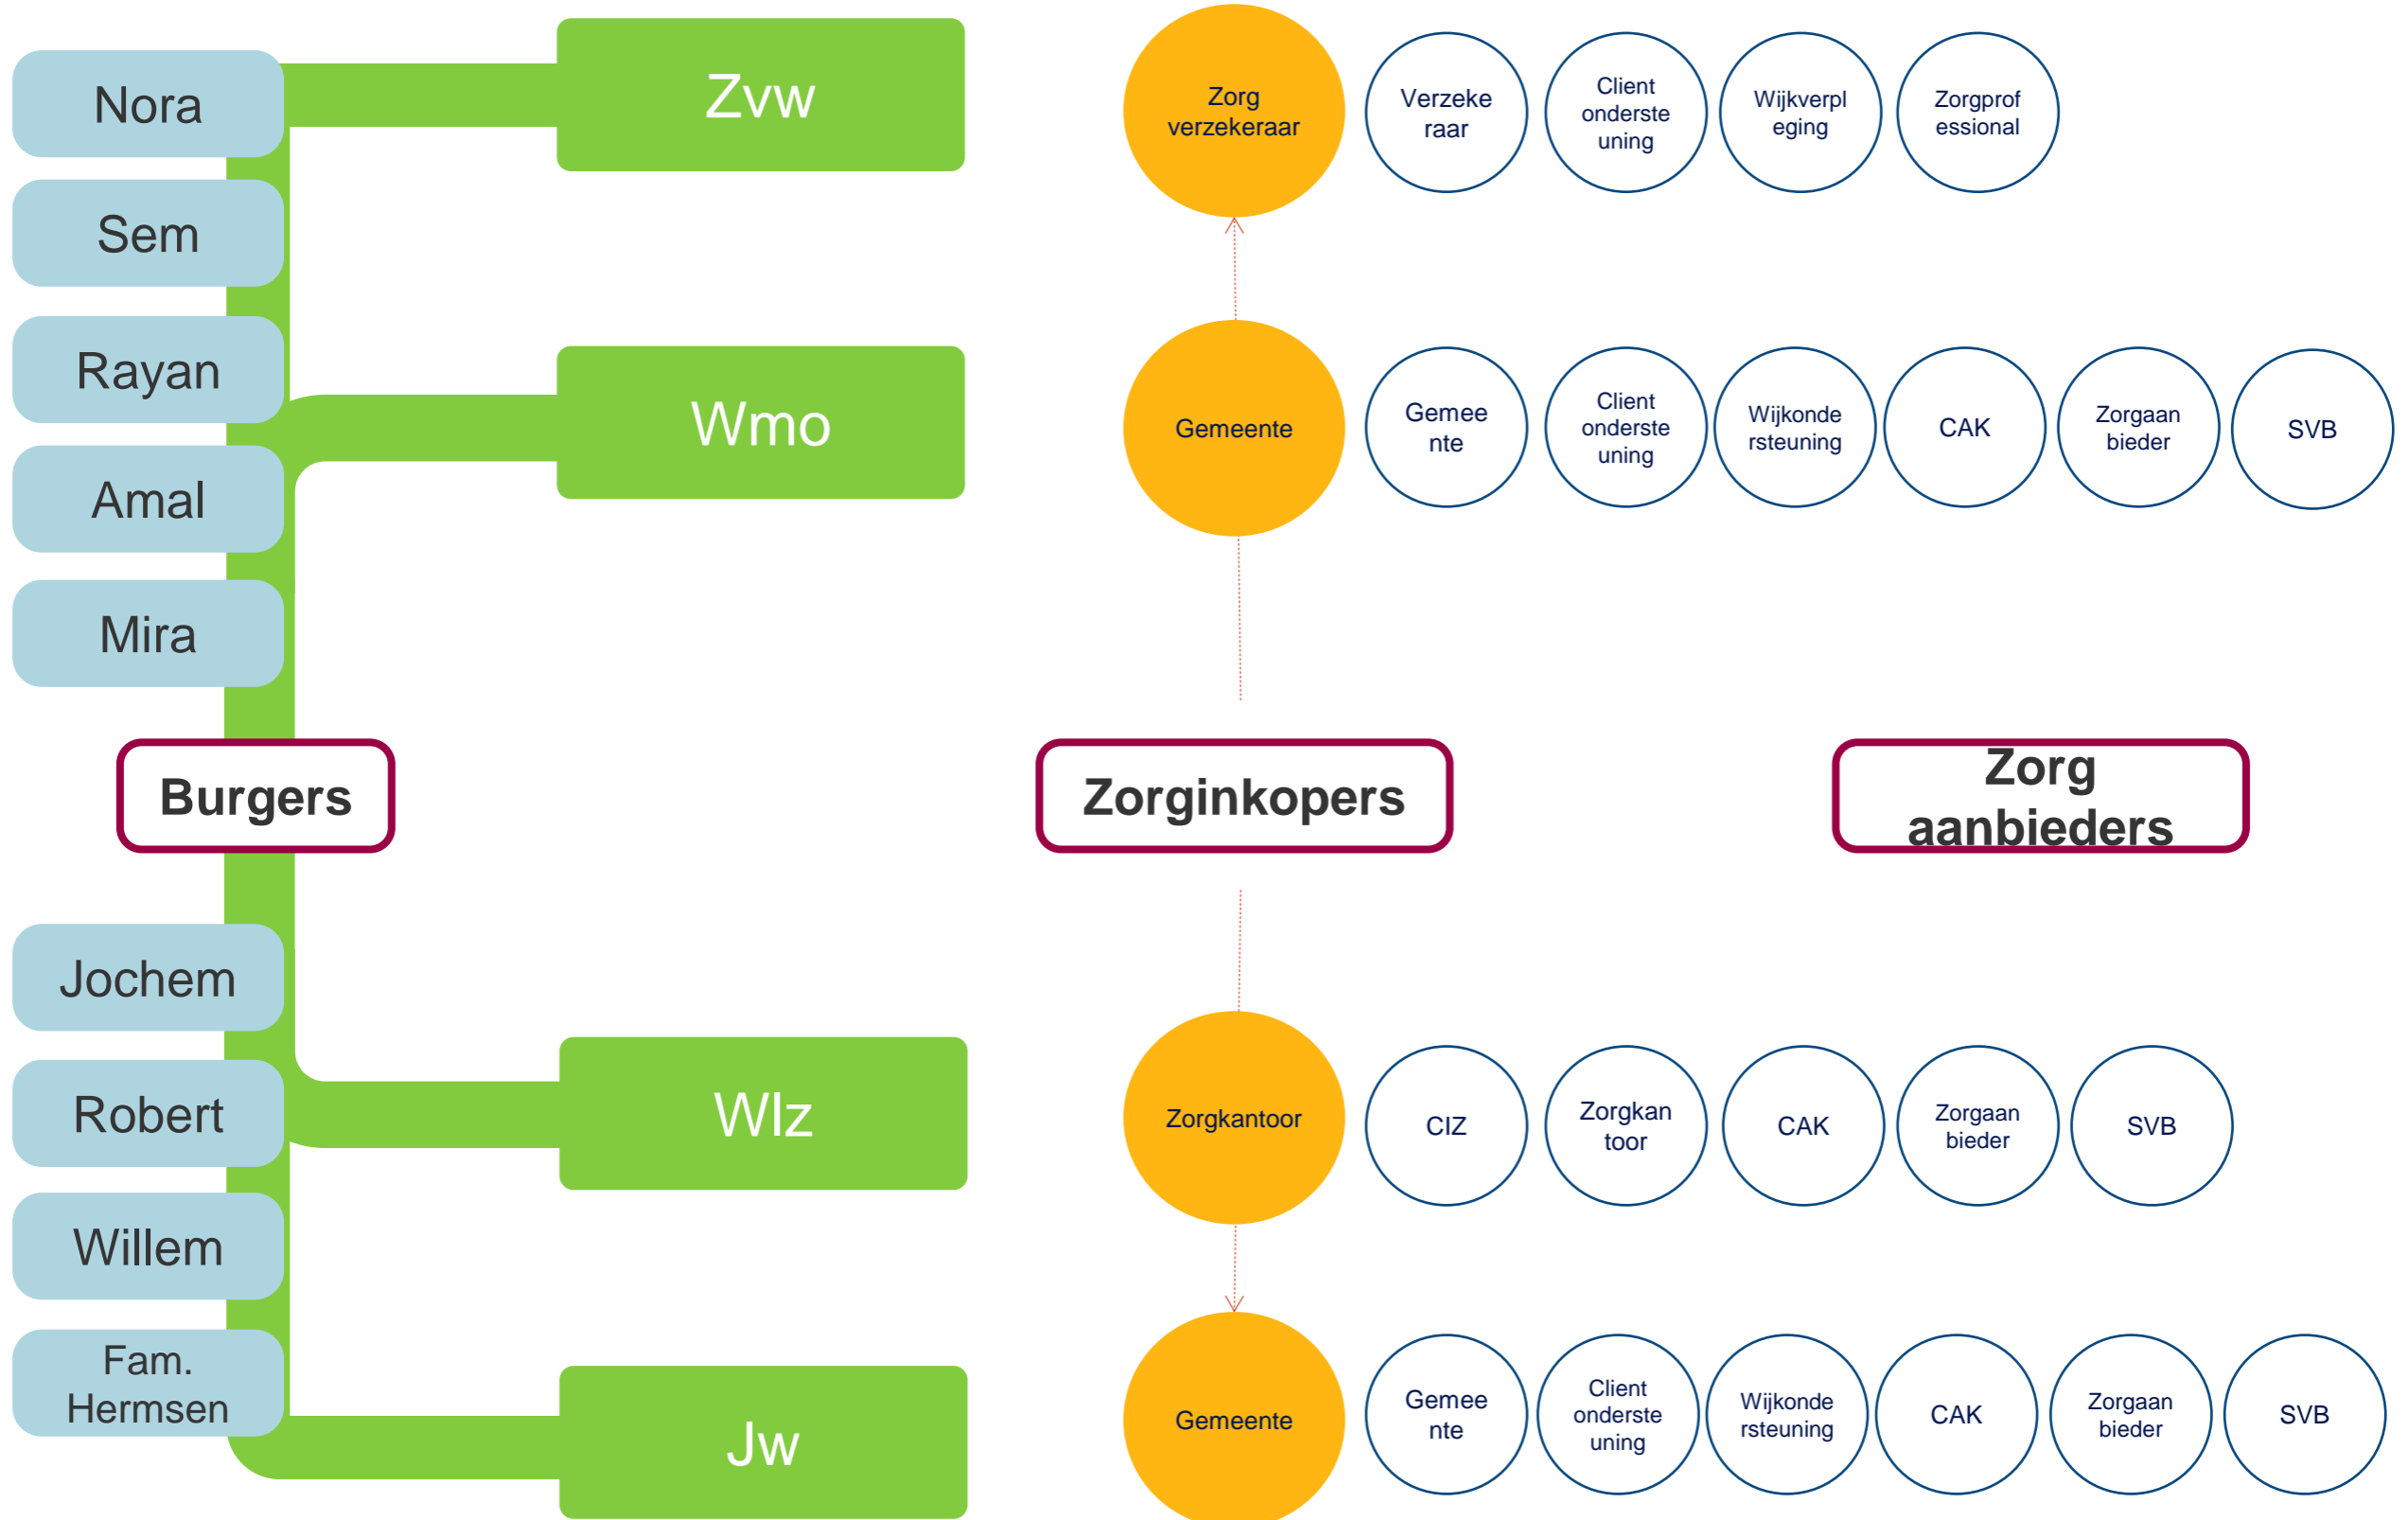 Nora
Sem
Rayan
Amal
Mira
Burgers
Jochem
Robert
Willem
Fam.
Hermsen
Zvw
Wmo
Wlz
Jw
Zorg
verzekeraar
Verzeke
raar
Client
onderste
uning
Wijkverpl
eging
Zorgprof
essional
Gemeente
Gemee
nte
Client
onderste
uning
Wijkonde
rsteuning
CAK
Zorgaan
bieder
SVB
Zorginkopers
Zorg
aanbieders
Zorgkantoor
CIZ
Zorgkan
toor
CAK
Zorgaan
bieder
SVB
Gemeente
Gemee
nte
Client
onderste
uning
Wijkonde
rsteuning
CAK
Zorgaan
bieder
SVB